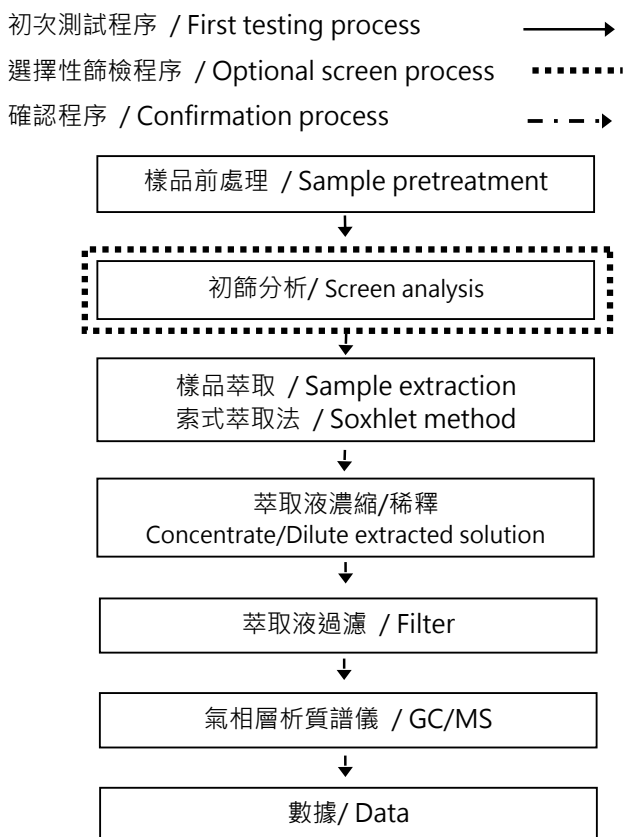 初次測試程序 / First testing process
選擇性篩檢程序 / Optional screen process
確認程序 / Confirmation process
樣品前處理 / Sample pretreatment
初篩分析/ Screen analysis
樣品萃取 / Sample extraction
索式萃取法 / Soxhlet method
萃取液濃縮/稀釋
Concentrate/Dilute extracted solution
萃取液過濾 / Filter
氣相層析質譜儀 / GC/MS
數據/ Data